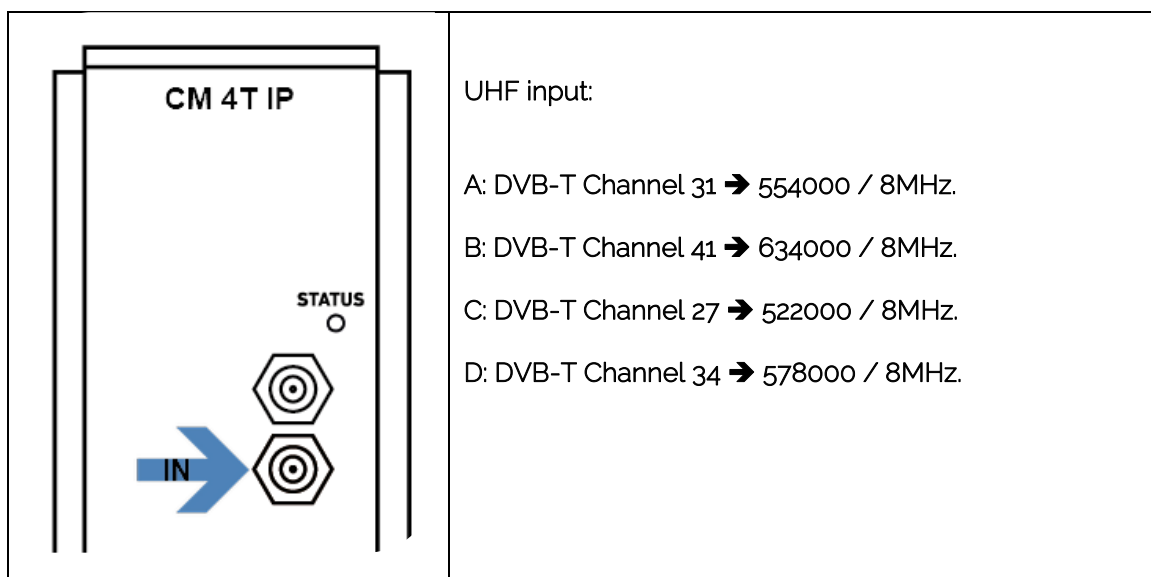 CM 4T IP
STATUS
IN
UHF input:
A: DVB-T Channel 31 ➔ 554000 / 8MHz.
B: DVB-T Channel 41 ➔ 634000 / 8MHz.
C: DVB-T Channel 27 ➔ 522000 / 8MHz.
D: DVB-T Channel 34 ➔ 578000 / 8MHz.